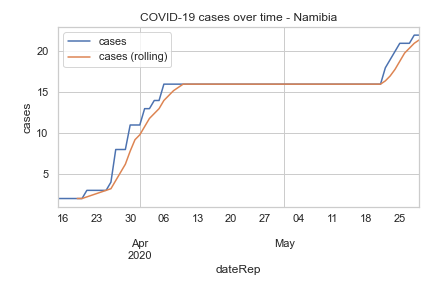 COVID-19 cases over time - Namibia
cases
cases (rolling)
cases
20
15
10
5
16 23 30 06 13 20 27 04 11 18 25
Apr May
2020
dateRep